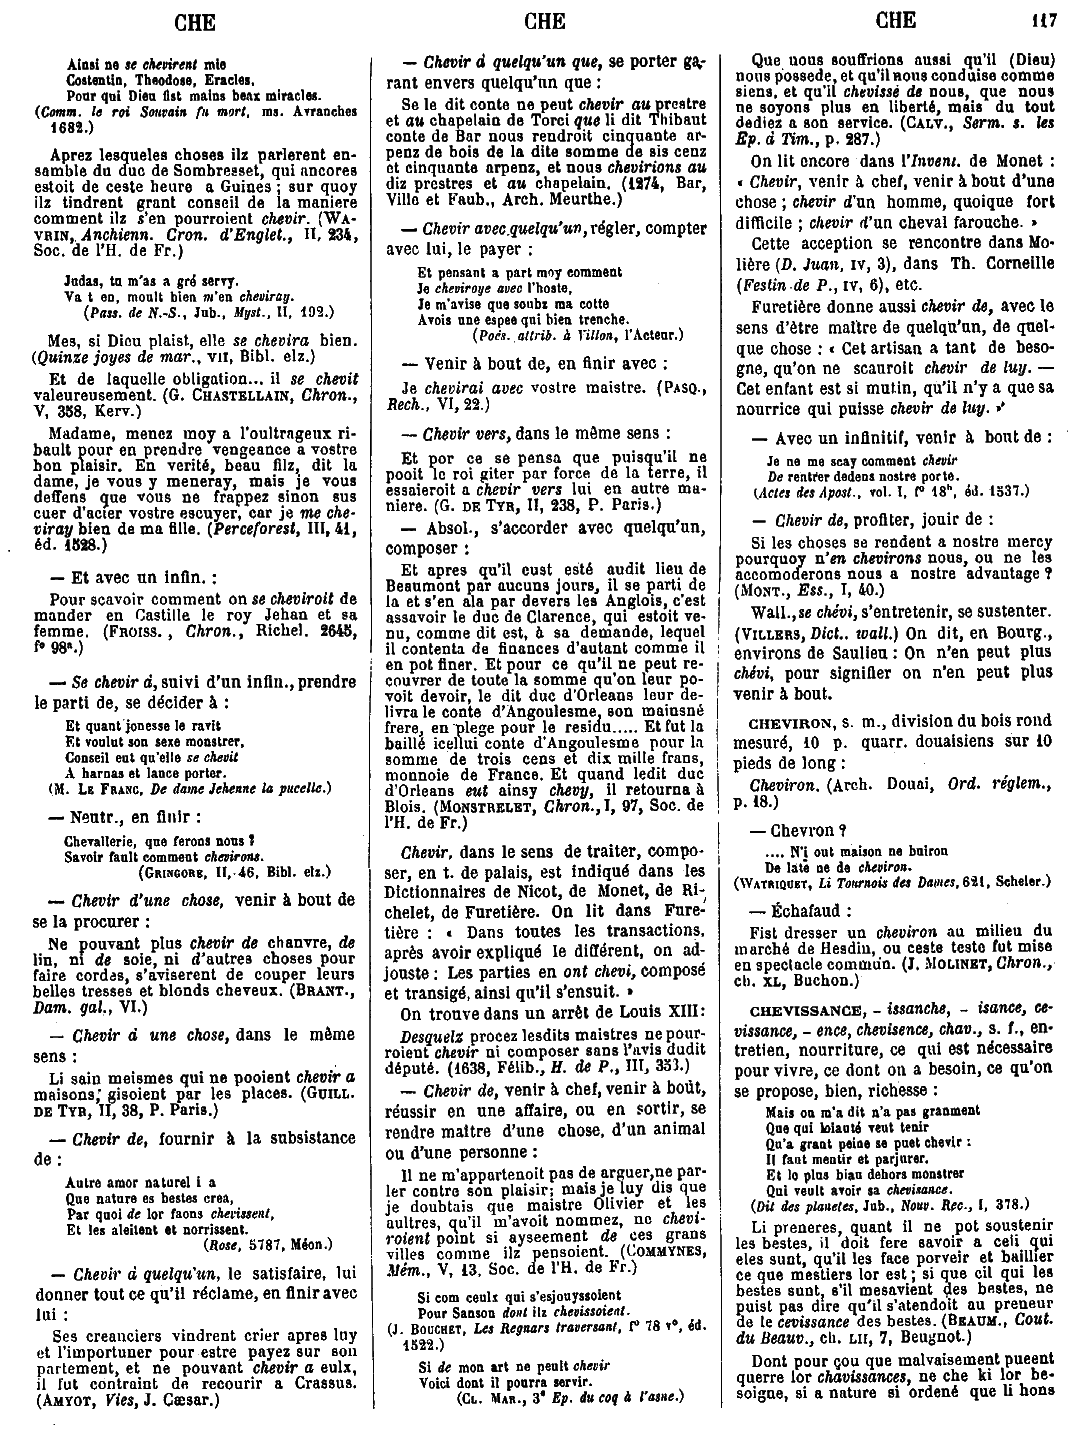 CHE
CHE
CHE
117
Ainsi ne se chevirent mie
Costentin, Theodose, Eracles,
Pour qui Dieu fist mains beax miracles.
(Comm. le roi Souvain fu mort, ms. Avranches
1682.)
Aprez lesqueles choses ilz parlerent en-
samble du duc de Sombresset, qui ancores
estoit de ceste heure a Guines ; sur quoy
ilz tindrent grant conseil de la maniere
comment ilz s'en pourroient chevir. (WA-
VRIN, Anchienn. Cron. d'Englet., II, 234,
Soc. de l'H. de Fr.)
Judas, tu m'as a gré servy.
Va t en, moult bien m'en cheviray.
(Pass. de N.-S., Jub., Myst., II, 192.)
Mes, si Dieu plaist, elle se chevira bien.
(Quinze joyes de mar., VII, Bibl. elz.)
Et de laquelle obligation... il se chevit
valeureusement. (G. CHASTELLAIN, Chron.,
V, 358, Kerv.)
Madame, menez moy a l'oultrageux ri-
bault pour en prendre vengeance a vostre
bon plaisir. En verité, beau filz, dit la
dame, je vous y meneray, mais je vous
deffens que vous ne frappez sinon sus
cuer d'acier vostre escuyer, car je me che-
viray bien de ma fille. (Perceforest, III, 41,
éd. 1528.)
— Et avec un infin. :
Pour scavoir comment on se cheviroit de
mander en Castille le roy Jehan et sa
femme. (FROISS., Chron., Richel. 2645,
f° 98ª.)
— Se chevir à, suivi d'un infin., prendre
le parti de, se décider à :
Et quant jonesse le ravit
Et voulut son sexe monstrer,
Conseil eut qu'elle se chevit
A harnas et lance porter.
(M. LE FRANC, De dame Jehenne la pucelle.)
— Neutr., en finir :
Chevallerie, que ferons nous ?
Savoir fault comment chevirons.
(GRINGORE, II, 46, Bibl. elz.)
— Chevir d'une chose, venir à bout de
se la procurer :
Ne pouvant plus chevir de chanvre, de
lin, ni de soie, ni d'autres choses pour
faire cordes, s'aviserent de couper leurs
belles tresses et blonds cheveux. (BRANT.,
Dam. gal., VI.)
— Chevir à une chose, dans le même
sens :
Li sain meismes qui ne pooient chevir a
maisons, gisoient par les places. (GUILL.
DE TYR, II, 38, P. Paris.)
— Chevir de, fournir à la subsistance
de :
Autre amor naturel i a
Que nature es bestes crea,
Par quoi de lor faons chevissent,
Et les aleitent et norrissent.
(Rose, 5787, Méon.)
— Chevir à quelqu'un, le satisfaire, lui
donner tout ce qu'il réclame, en finir avec
lui :
Ses creanciers vindrent crier apres luy
et l'importuner pour estre payez sur son
partement, et ne pouvant chevir a eulx,
il fut contraint de recourir a Crassus.
(AMYOT, Vies, J. Cæsar.)
— Chevir à quelqu'un que, se porter ga-
rant envers quelqu'un que :
Se le dit conte ne peut chevir au prestre
et au chapelain de Torci que li dit Thibaut
conte de Bar nous rendroit cinquante ar-
penz de bois de la dite somme de sis cenz
et cinquante arpenz, et nous chevirions au
diz prestres et au chapelain. (1274, Bar,
Ville et Faub., Arch. Meurthe.)
— Chevir avec quelqu'un, régler, compter
avec lui, le payer :
Et pensant a part moy comment
Je cheviroye avec l'hoste,
Je m'avise que soubz ma cotte
Avois une espee qui bien trenche.
(Poés. attrib. à Villon, l'Acteur.)
— Venir à bout de, en finir avec :
Je chevirai avec vostre maistre. (PASQ.,
Rech., VI, 22.)
— Chevir vers, dans le même sens :
Et por ce se pensa que puisqu'il ne
pooit le roi giter par force de la terre, il
essaieroit a chevir vers lui en autre ma-
niere. (G. DE TYR, II, 238, P. Paris.)
— Absol., s'accorder avec quelqu'un,
composer :
Et apres qu'il eust esté audit lieu de
Beaumont par aucuns jours, il se parti de
la et s'en ala par devers les Anglois, c'est
assavoir le duc de Clarence, qui estoit ve-
nu, comme dit est, à sa demande, lequel
il contenta de finances d'autant comme il
en pot finer. Et pour ce qu'il ne peut re-
couvrer de toute la somme qu'on leur po-
voit devoir, le dit duc d'Orleans leur de-
livra le conte d'Angoulesme, son mainsné
frere, en plege pour le residu..... Et fut la
baillé icellui conte d'Angoulesme pour la
somme de trois cens et dix mille frans,
monnoie de France. Et quand ledit duc
d'Orleans eut ainsy chevy, il retourna à
Blois. (MONSTRELET, Chron., I, 97, Soc. de
l'H. de Fr.)
Chevir, dans le sens de traiter, compo-
ser, en t. de palais, est indiqué dans les
Dictionnaires de Nicot, de Monet, de Ri-
chelet, de Furetière. On lit dans Fure-
tière : « Dans toutes les transactions,
après avoir expliqué le différent, on ad-
jouste : Les parties en ont chevi, composé
et transigé, ainsi qu'il s'ensuit. »
On trouve dans un arrêt de Louis XIII:
Desquelz procez lesdits maistres ne pour-
roient chevir ni composer sans l'avis dudit
député. (1638, Félib., H. de P., III, 353.)
— Chevir de, venir à chef, venir à bout,
réussir en une affaire, ou en sortir, se
rendre maître d'une chose, d'un animal
ou d'une personne :
Il ne m'appartenoit pas de arguer, ne par-
ler contre son plaisir; mais je luy dis que
je doubtais que maistre Olivier et les
aultres, qu'il m'avoit nommez, ne chevi-
roient point si ayseement de ces grans
villes comme ilz pensoient. (COMMYNES,
Mém., V, 13, Soc. de l'H. de Fr.)
Si com ceulx qui s'esjouyssoient
Pour Sanson dont ilz chevissoient.
(J. BOUCHET, Les Regnars traversant, f° 78 v°, éd.
1522.)
Si de mon art ne peult chevir
Voici dont il pourra servir.
(CL. MAR., 3e Ep. du coq à l'asne.)
Que nous souffrions aussi qu'il (Dieu)
nous possede, et qu'il nous conduise comme
siens, et qu'il chevissé de nous, que nous
ne soyons plus en liberté, mais du tout
dediez a son service. (CALV., Serm. s. les
Ep. à Tim., p. 287.)
On lit encore dans l'Invent. de Monet :
« Chevir, venir à chef, venir à bout d'une
chose ; chevir d'un homme, quoique fort
difficile ; chevir d'un cheval farouche. »
Cette acception se rencontre dans Mo-
lière (D. Juan, IV, 3), dans Th. Corneille
(Festin de P., IV, 6), etc.
Furetière donne aussi chevir de, avec le
sens d'être maître de quelqu'un, de quel-
que chose : « Cet artisan a tant de beso-
gne, qu'on ne scauroit chevir de luy. —
Cet enfant est si mutin, qu'il n'y a que sa
nourrice qui puisse chevir de luy. »
— Avec un infinitif, venir à bout de :
Je ne me scay comment chevir
De rentrer dedens nostre porte.
(Actes des Apost., vol. I, f° 18ᵇ, éd. 1537.)
— Chevir de, profiter, jouir de :
Si les choses se rendent a nostre mercy
pourquoy n'en chevirons nous, ou ne les
accomoderons nous a nostre advantage ?
(MONT., Ess., I, 40.)
Wall., se chévi, s'entretenir, se sustenter.
(VILLERS, Dict. wall.) On dit, en Bourg.,
environs de Saulieu : On n'en peut plus
chévi, pour signifier on n'en peut plus
venir à bout.
CHEVIRON, s. m., division du bois rond
mesuré, 10 p. quarr. douaisiens sur 10
pieds de long :
Cheviron. (Arch. Douai, Ord. réglem.,
p. 18.)
— Chevron ?
.... N'i out maison ne buiron
De late ne de cheviron.
(WATRIQUET, Li Tournois des Dames, 621, Scheler.)
— Échafaud :
Fist dresser un cheviron au milieu du
marché de Hesdin, ou ceste teste fut mise
en spectacle commun. (J. MOLINET, Chron.,
ch. XL, Buchon.)
CHEVISSANCE, - issanche, - isance, ce-
vissance, - ence, chevisence, chav., s. f., en-
tretien, nourriture, ce qui est nécessaire
pour vivre, ce dont on a besoin, ce qu'on
se propose, bien, richesse :
Mais on m'a dit n'a pas granment
Que qui loiauté veut tenir
Qu'a grant peine se puet chevir :
Il faut mentir et parjurer.
Et lo plus bian dehors monstrer
Qui veult avoir sa chevisance.
(Dit des planetes, Jub., Nouv. Rec., I, 378.)
Li preneres, quant il ne pot soustenir
les bestes, il doit fere savoir a celi qui
eles sunt, qu'il les face porveir et baillier
ce que mestiers lor est ; si que cil qui les
bestes sunt, s'il mesavient des bestes, ne
puist pas dire qu'il s'atendoit au preneur
de le cevissance des bestes. (BEAUM., Cout.
du Beauv., ch. LII, 7, Beugnot.)
Dont pour çou que malvaisement pueent
querre lor chavissances, ne che ki lor be-
soigne, si a nature si ordené que li hons